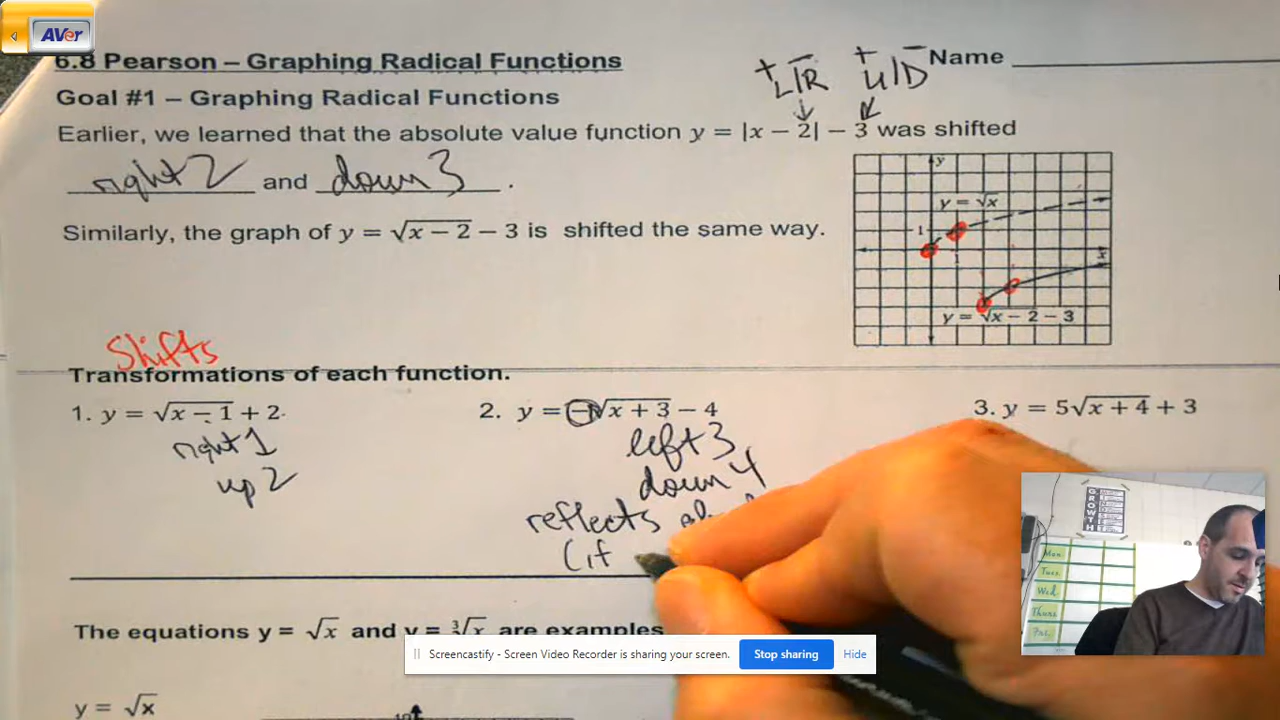 AVer
6.8 Pearson – Graphing Radical Functions
Name
+ L/R − + U/D −
Goal #1 – Graphing Radical Functions
Earlier, we learned that the absolute value function y = |x − 2| − 3 was shifted
right 2 and down 3.
Similarly, the graph of y = √x − 2 − 3 is shifted the same way.
y
y = √x
1
x
1
y = √x − 2 − 3
Shifts
Transformations of each function.
1. y = √x − 1 + 2
right 1
up 2
2. y = −√x + 3 − 4
left 3
down 4
reflects
(if
3. y = 5√x + 4 + 3
GROWTH
Mon.
Tues.
Wed.
Thurs.
Fri.
The equations y = √x and y = ∛x are examples
Screencastify - Screen Video Recorder is sharing your screen.
Stop sharing
Hide
y = √x